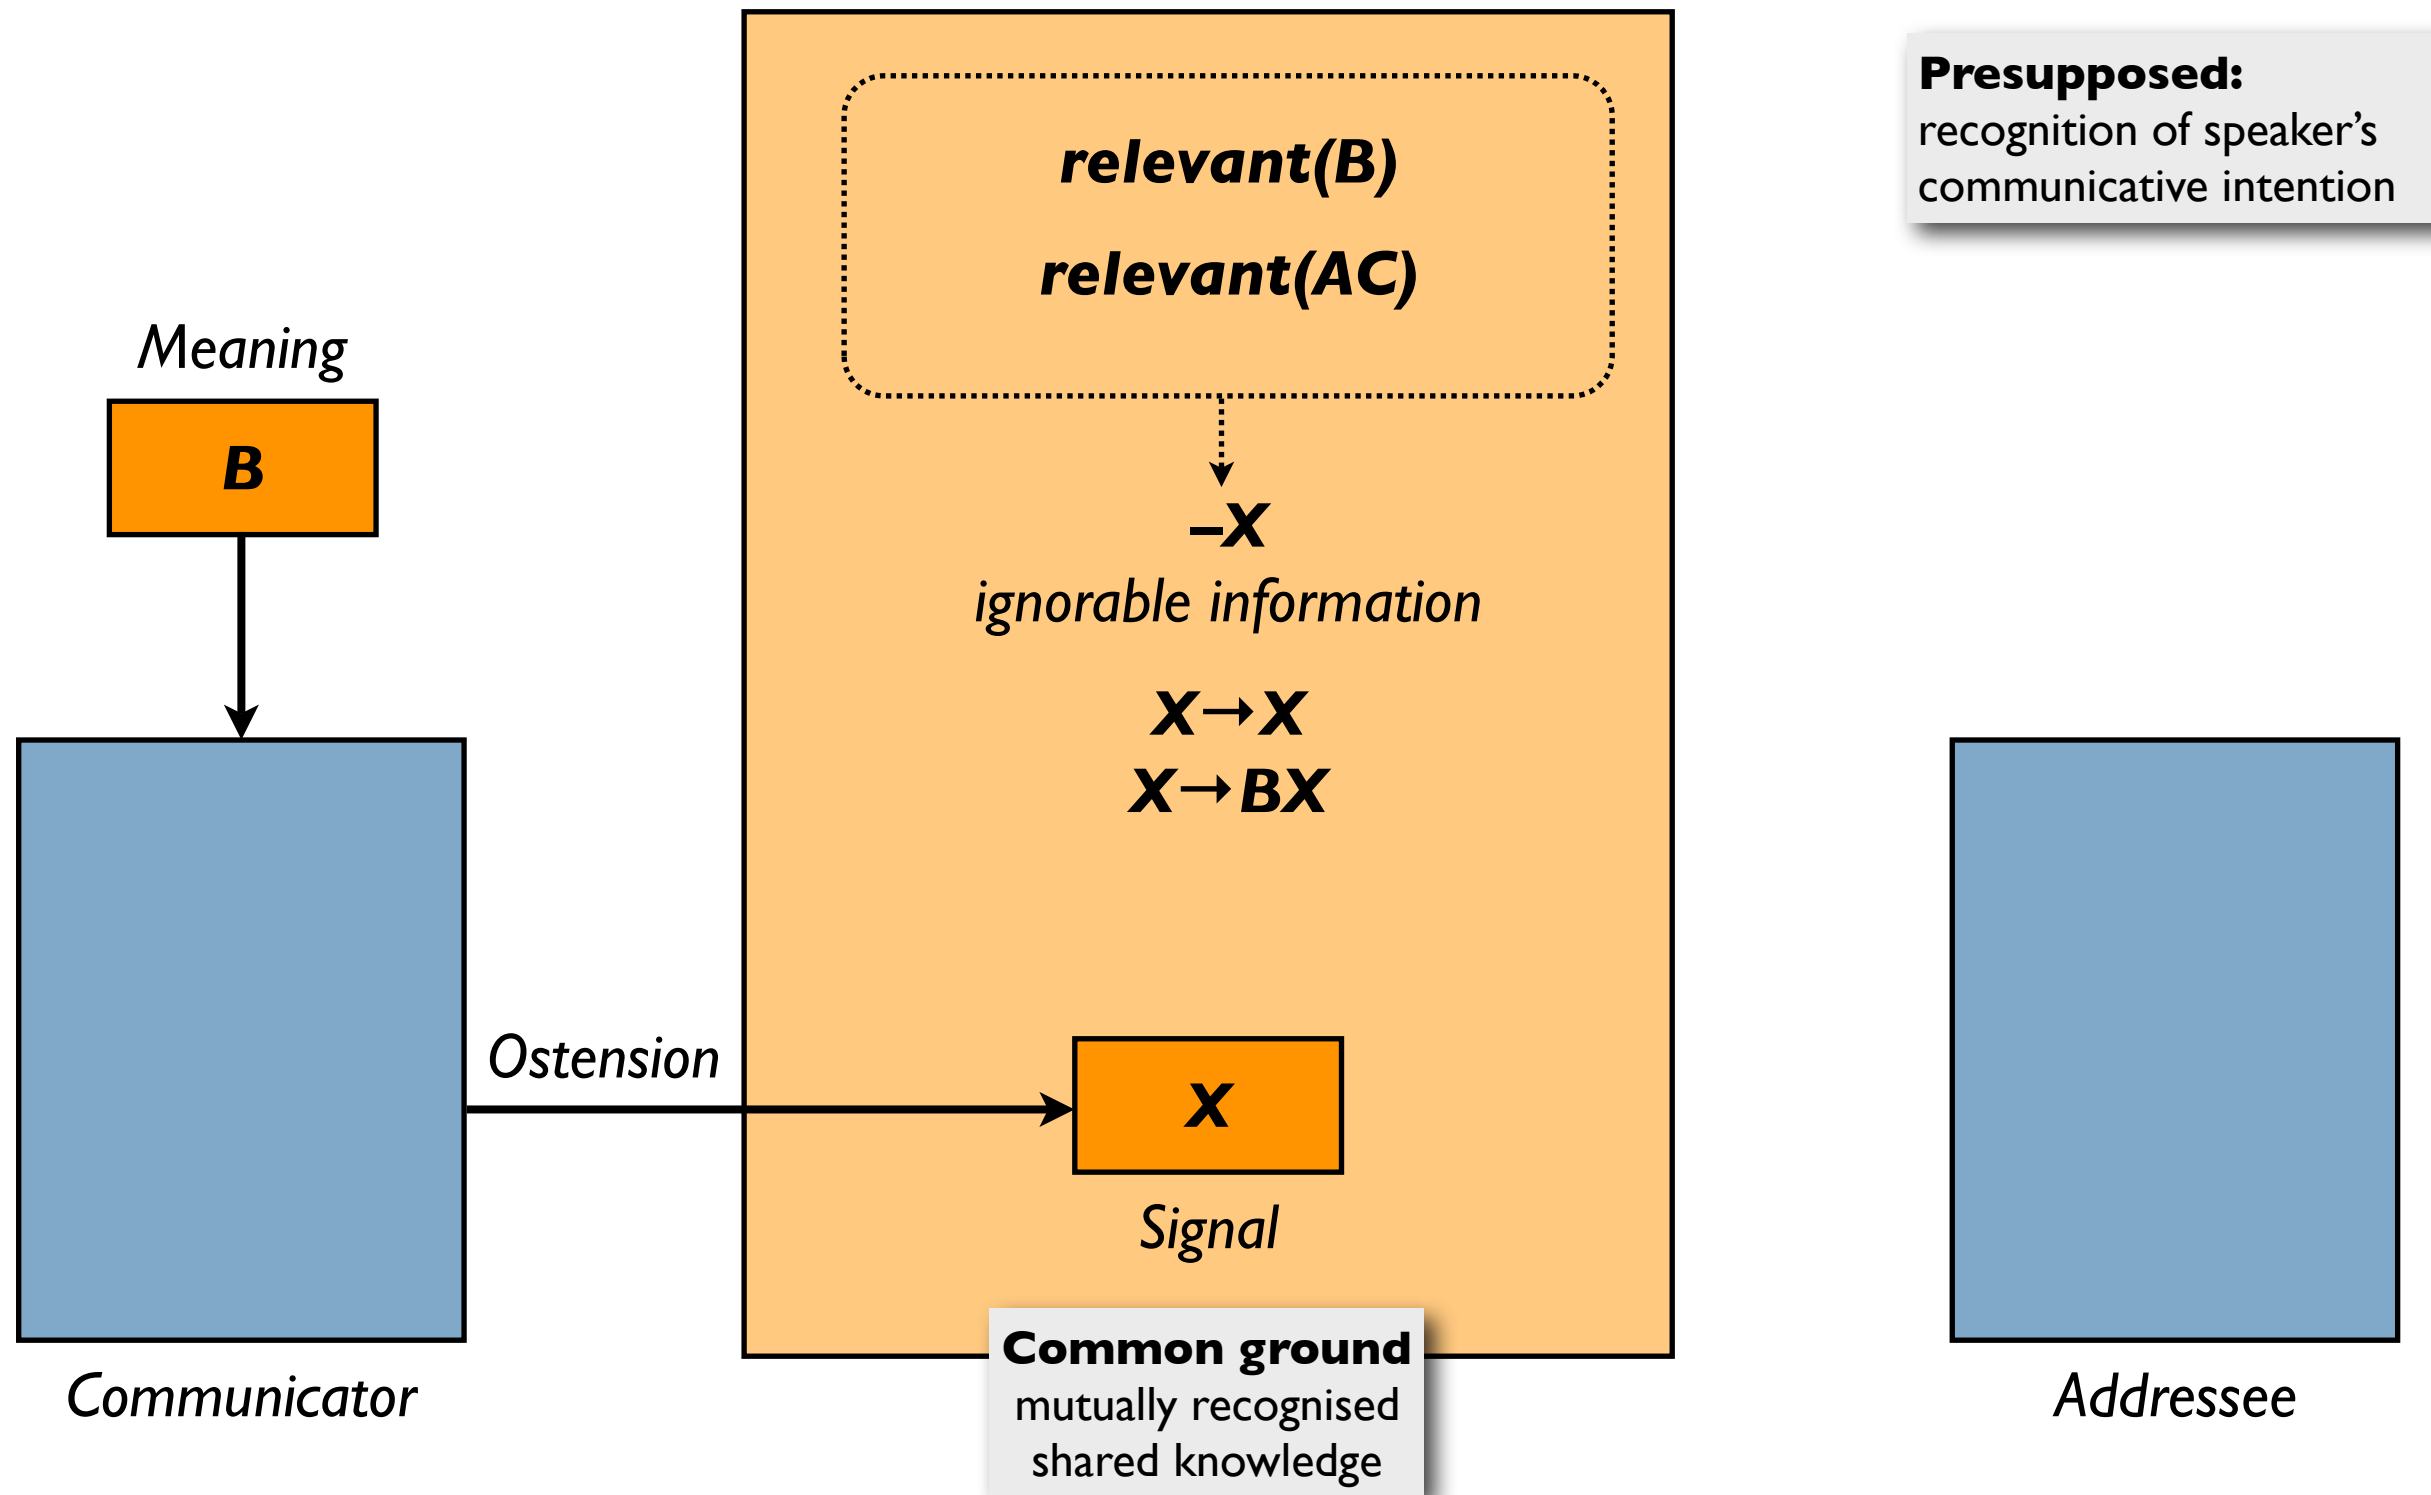 Presupposed:
recognition of speaker’s
communicative intention
relevant(B)
relevant(AC)
–X
ignorable information
X→X
X→BX
Meaning
B
Ostension
X
Signal
Common ground
mutually recognised
shared knowledge
Communicator
Addressee